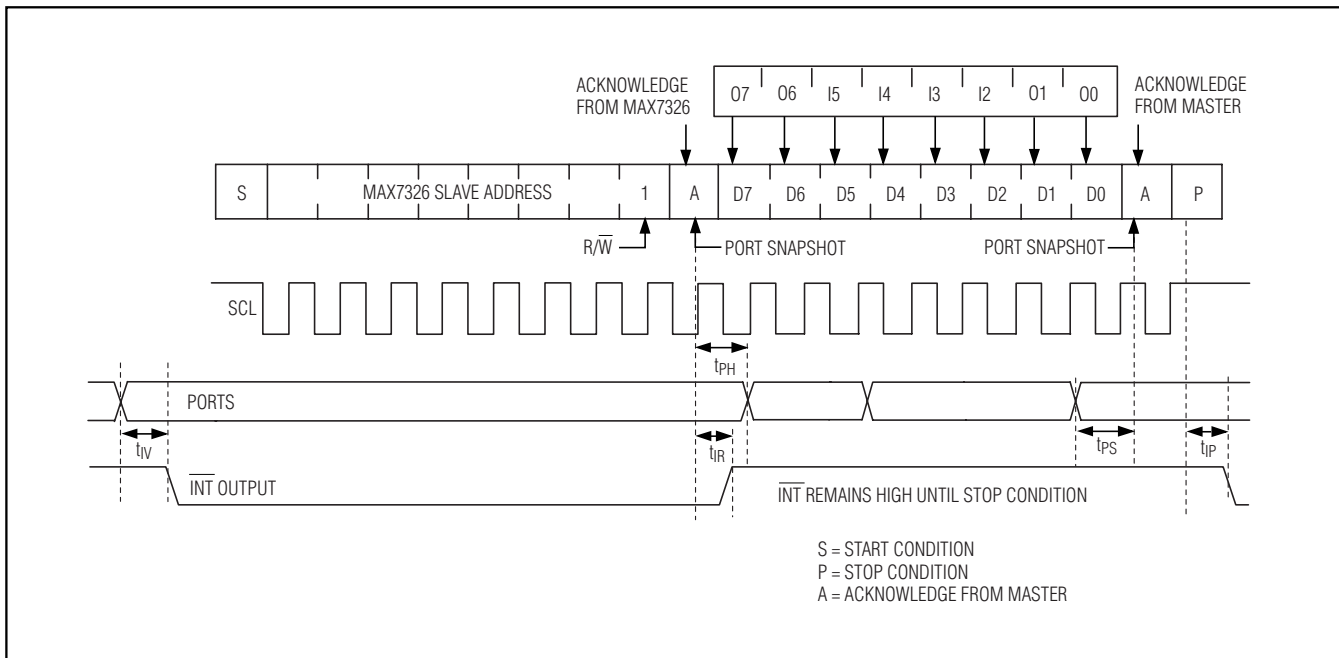 ACKNOWLEDGE
FROM MAX7326
O7 O6 I5 I4 I3 I2 O1 O0
ACKNOWLEDGE
FROM MASTER
S MAX7326 SLAVE ADDRESS 1 A D7 D6 D5 D4 D3 D2 D1 D0 A P
R/W̅ PORT SNAPSHOT PORT SNAPSHOT
SCL
tPH
PORTS
tIV tIR tPS tIP
I̅N̅T̅ OUTPUT I̅N̅T̅ REMAINS HIGH UNTIL STOP CONDITION
S = START CONDITION
P = STOP CONDITION
A = ACKNOWLEDGE FROM MASTER